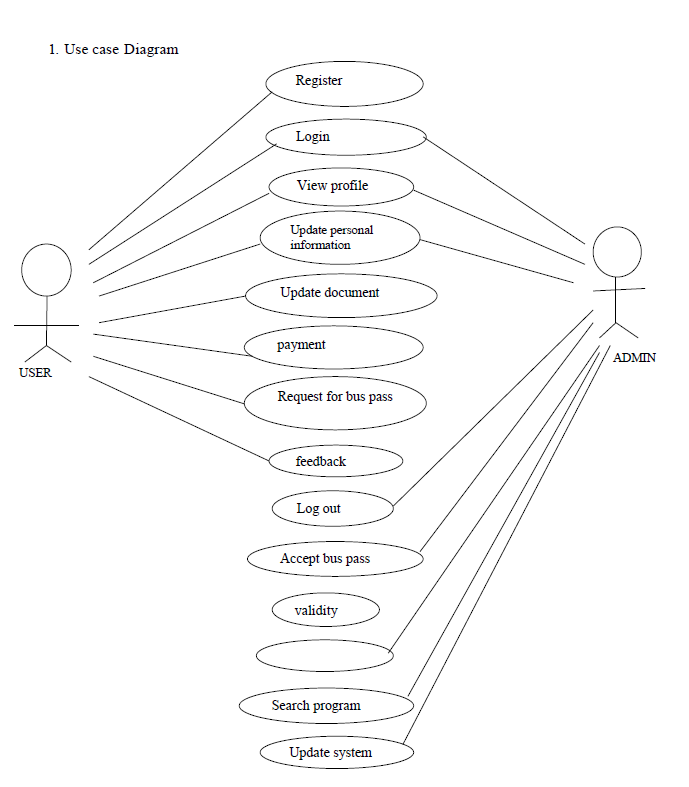 1. Use case Diagram
Register
Login
View profile
Update personal
information
Update document
payment
USER
ADMIN
Request for bus pass
feedback
Log out
Accept bus pass
validity
Search program
Update system